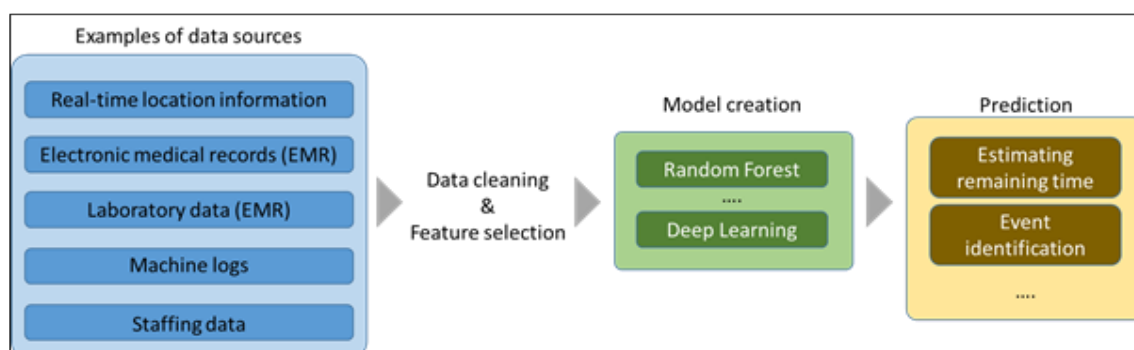 Examples of data sources
Real-time location information
Electronic medical records (EMR)
Laboratory data (EMR)
Machine logs
Staffing data
Data cleaning
&
Feature selection
Model creation
Random Forest
....
Deep Learning
Prediction
Estimating
remaining time
Event
identification
....